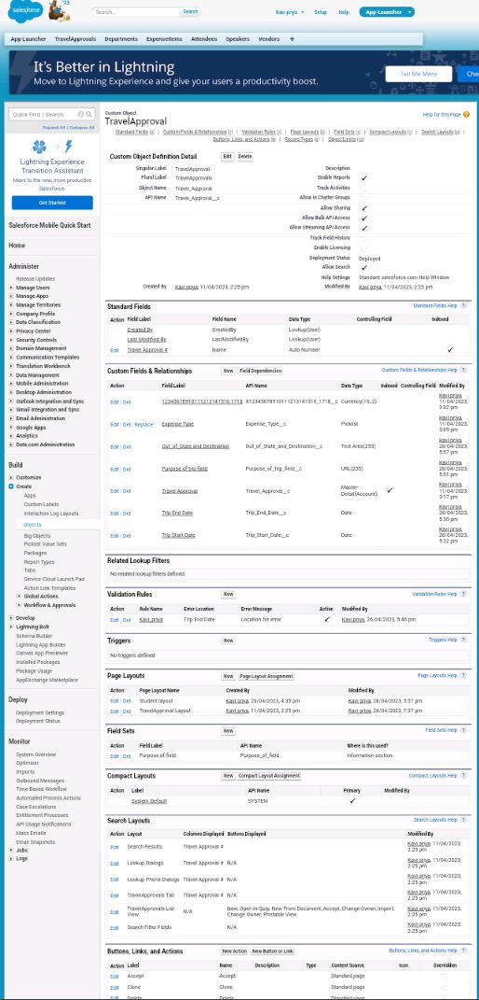 salesforce
'23
Search...
Search
Kavi priya
Setup
Help
App Launcher
App Launcher TravelApprovals Departments ExpenseItems Attendees Speakers Vendors +
It's Better in Lightning
Move to Lightning Experience and give your users a productivity boost.
Tell Me More
Che
Quick Find / Search...
Expand All | Collapse All
Lightning Experience
Transition Assistant
Move to the new, more productive
Salesforce
Get Started
Salesforce Mobile Quick Start
Home
Administer
Release Updates
Manage Users
Manage Apps
Manage Territories
Company Profile
Data Classification
Privacy Center
Security Controls
Domain Management
Communication Templates
Translation Workbench
Data Management
Mobile Administration
Desktop Administration
Outlook Integration and Sync
Gmail Integration and Sync
Email Administration
Google Apps
Analytics
Data.com Administration
Build
Customize
Create
Apps
Custom Labels
Interaction Log Layouts
Objects
Big Objects
Picklist Value Sets
Packages
Report Types
Tabs
Service Cloud Launch Pad
Action Link Templates
Global Actions
Workflow & Approvals
Develop
Lightning Bolt
Schema Builder
Lightning App Builder
Canvas App Previewer
Installed Packages
Package Usage
AppExchange Marketplace
Deploy
Deployment Settings
Deployment Status
Monitor
System Overview
Optimizer
Imports
Outbound Messages
Time-Based Workflow
Automated Process Actions
Case Escalations
Entitlement Processes
API Usage Notifications
Mass Emails
Email Snapshots
Jobs
Logs
Custom Object
TravelApproval
Help for this Page
Standard Fields [3] | Custom Fields & Relationships [7] | Validation Rules [1] | Page Layouts [2] | Field Sets [1] | Compact Layouts [1] | Search Layouts [6] |
Buttons, Links, and Actions | Record Types | Object Limits
Custom Object Definition Detail Edit Delete
Singular Label TravelApproval Description
Plural Label TravelApprovals Enable Reports ✓
Object Name Travel_Approval Track Activities
API Name Travel_Approval__c Allow in Chatter Groups
Allow Sharing ✓
Allow Bulk API Access ✓
Allow Streaming API Access ✓
Track Field History
Enable Licensing
Deployment Status Deployed
Allow Search ✓
Help Settings Standard salesforce.com Help Window
Created By Kavi priya, 11/04/2023, 2:25 pm Modified By Kavi priya, 11/04/2023, 2:25 pm
Standard Fields Standard Fields Help
Action Field Label Field Name Data Type Controlling Field Indexed
Created By CreatedBy Lookup(User)
Last Modified By LastModifiedBy Lookup(User)
Edit Travel Approval # Name Auto Number ✓
Custom Fields & Relationships New Field Dependencies Custom Fields & Relationships Help
Action Field Label API Name Data Type Indexed Controlling Field Modified By
Edit | Del Currency(16, 2) Kavi priya, 11/04/2023, 3:02 pm
Edit | Del | Replace Expense Type Expense_Type__c Picklist Kavi priya, 11/04/2023, 3:09 pm
Edit | Del Out_of_State and Destination Out_of_State_and_Destination__c Text Area(255) Kavi priya, 26/04/2023, 5:57 pm
Edit | Del Purpose of trip field Purpose_of_trip_field__c URL(255) Kavi priya, 26/04/2023, 5:51 pm
Edit | Del Travel Approval Travel_Approval__c Master-Detail(Account) ✓ Kavi priya, 11/04/2023, 3:17 pm
Edit | Del Trip End Date Trip_End_Date__c Date Kavi priya, 26/04/2023, 5:30 pm
Edit | Del Trip Start Date Trip_Start_Date__c Date Kavi priya, 26/04/2023, 5:32 pm
Related Lookup Filters
No related lookup filters defined.
Validation Rules New Validation Rules Help
Action Rule Name Error Location Error Message Active Modified By
Edit | Del Kavi_priya Trip End Date Location for error ✓ Kavi priya, 26/04/2023, 5:46 pm
Triggers New Triggers Help
No triggers defined
Page Layouts New Page Layout Assignment Page Layouts Help
Action Page Layout Name Created By Modified By
Edit | Del Student layout Kavi priya, 26/04/2023, 4:35 pm Kavi priya, 26/04/2023, 5:57 pm
Edit | Del TravelApproval Layout Kavi priya, 11/04/2023, 2:25 pm Kavi priya, 26/04/2023, 7:37 pm
Field Sets New Field Sets Help
Action Field Label API Name Where is this used?
Edit | Del Purpose of field Purpose_of_field Information section
Compact Layouts New Compact Layout Assignment Compact Layouts Help
Action Label API Name Primary Modified By
System Default SYSTEM ✓
Search Layouts Search Layouts Help
Action Layout Columns Displayed Buttons Displayed Modified By
Edit Search Results Travel Approval # Kavi priya, 11/04/2023, 2:25 pm
Edit Lookup Dialogs Travel Approval # N/A Kavi priya, 11/04/2023, 2:25 pm
Edit Lookup Phone Dialogs Travel Approval # N/A Kavi priya, 11/04/2023, 2:25 pm
Edit TravelApprovals Tab Travel Approval # N/A Kavi priya, 11/04/2023, 2:25 pm
Edit TravelApprovals List View N/A New, Open in Quip, New From Document, Accept, Change Owner, Import, Change Owner, Printable View Kavi priya, 11/04/2023, 2:25 pm
Edit Search Filter Fields N/A Kavi priya, 11/04/2023, 2:25 pm
Buttons, Links, and Actions New Action New Button or Link Buttons, Links, and Actions Help
Action Label Name Description Type Content Source Icon Overridden
Edit Accept Accept Standard page
Edit Clone Clone Standard page
Edit Delete Delete Standard page